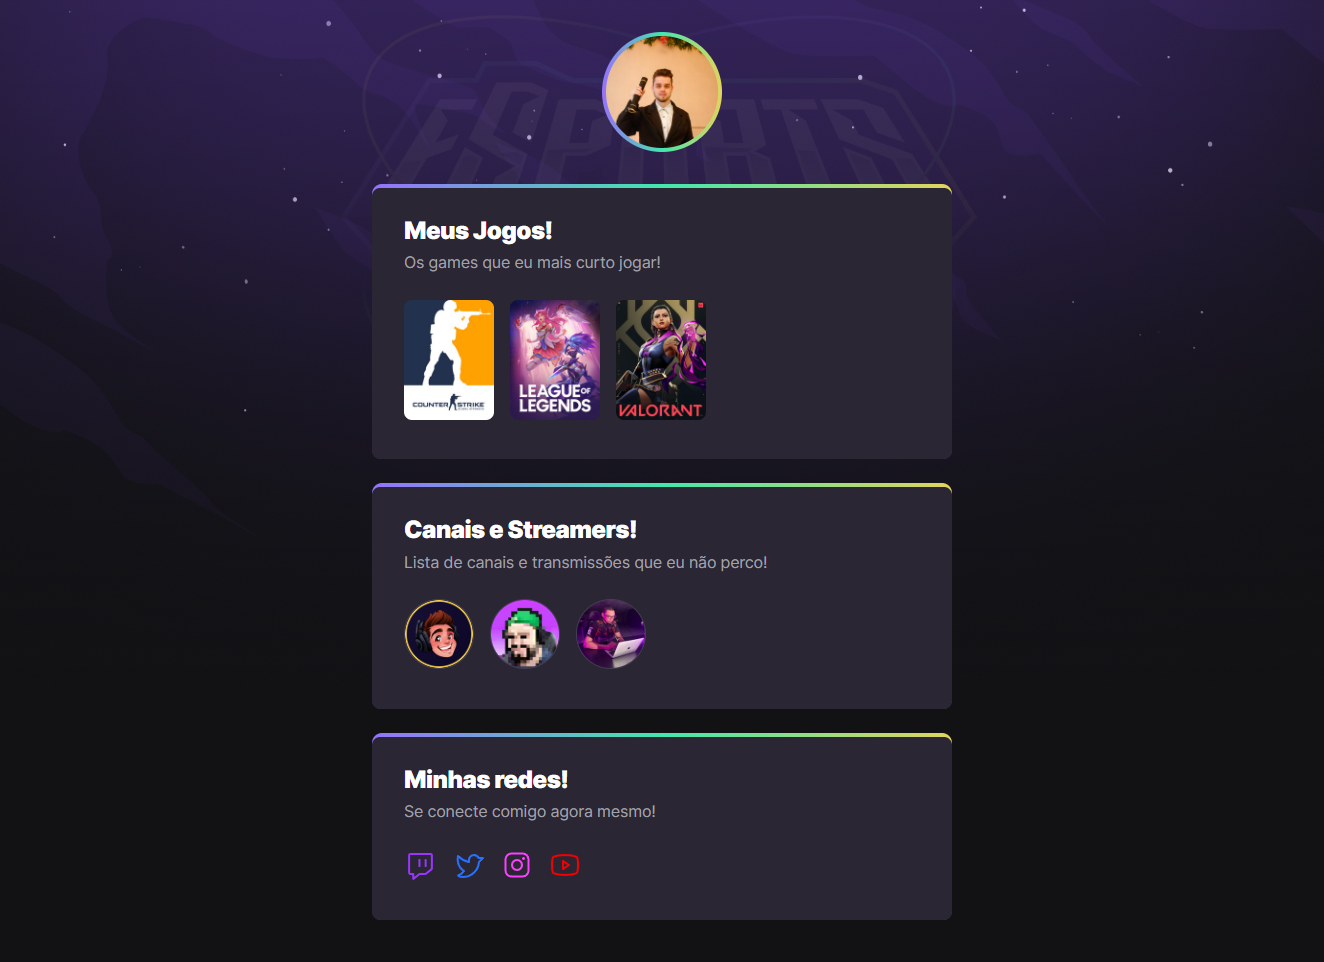 ESPORTS
Meus Jogos!
Os games que eu mais curto jogar!
COUNTER STRIKE
LEAGUE OF
LEGENDS
VALORANT
Canais e Streamers!
Lista de canais e transmissões que eu não perco!
Minhas redes!
Se conecte comigo agora mesmo!